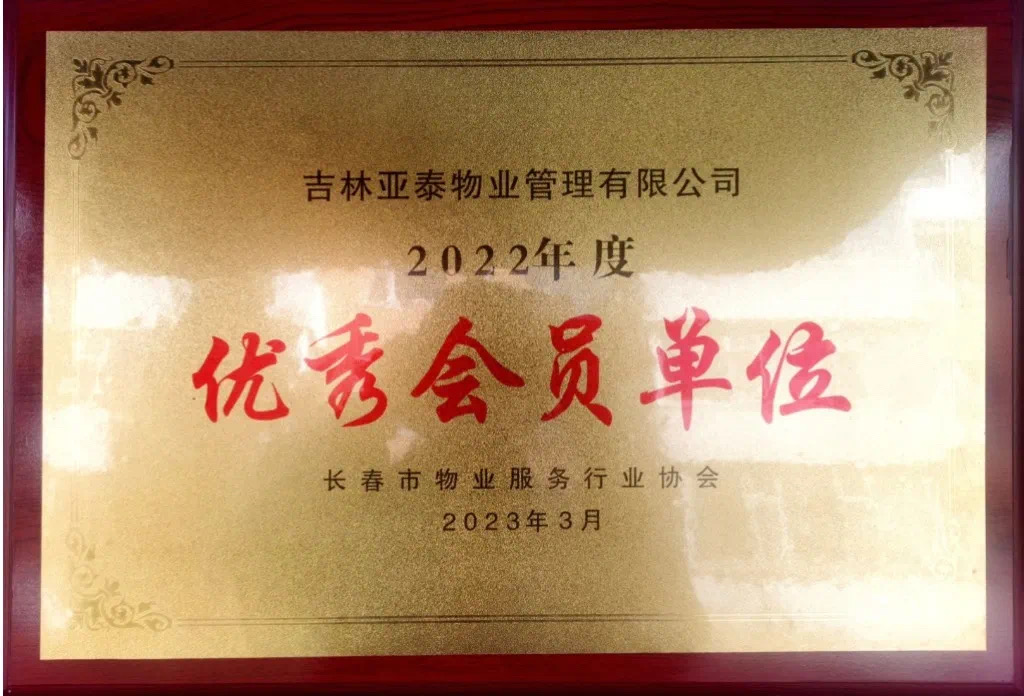 吉林亚泰物业管理有限公司
2022年度
优秀会员单位
长春市物业服务行业协会
2023年3月